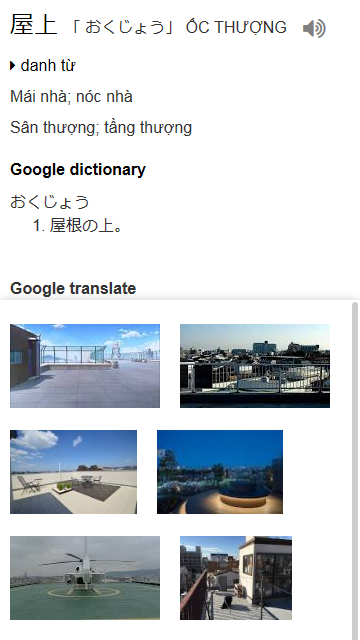 屋上 「 おくじょう」 ỐC THƯỢNG
danh từ
Mái nhà; nóc nhà
Sân thượng; tầng thượng
Google dictionary
おくじょう
1. 屋根の上。
Google translate